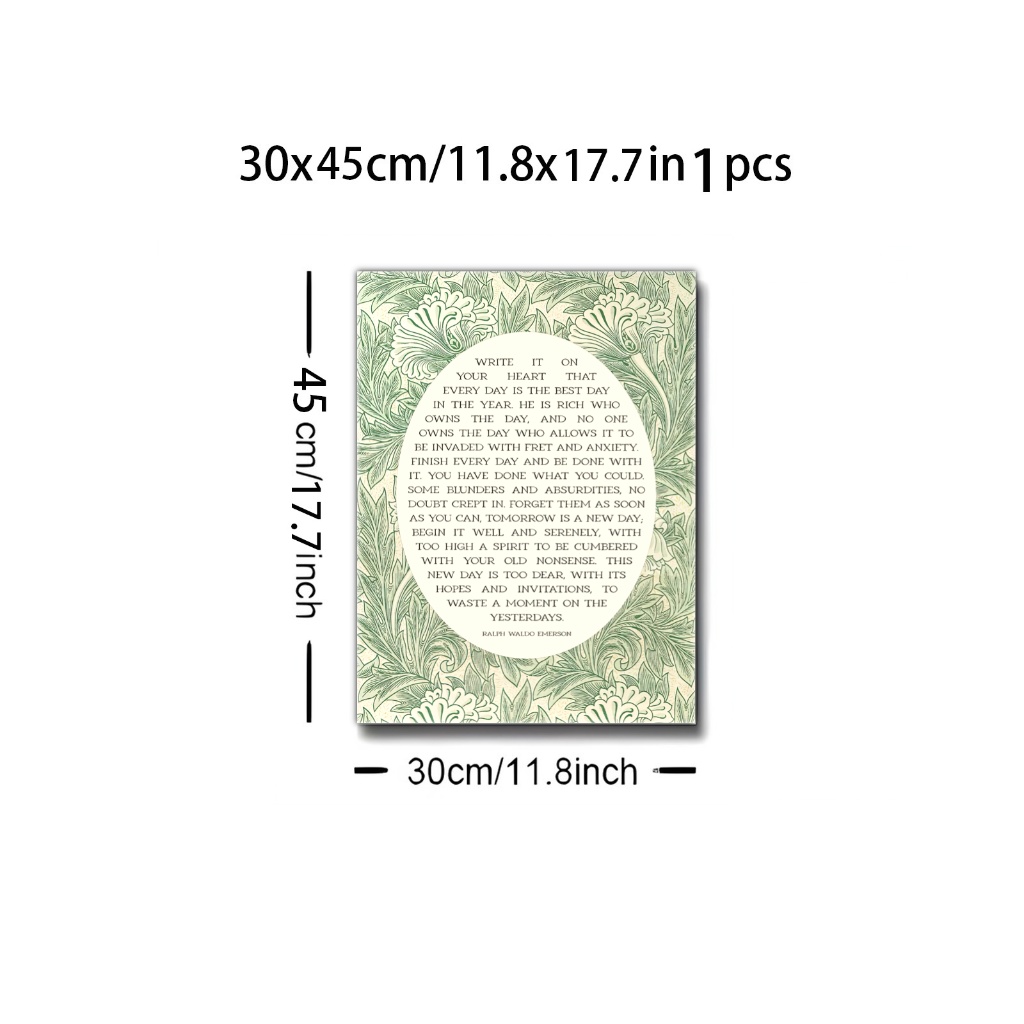 30x45cm/11.8x17.7in 1 pcs
45 cm/17.7inch
WRITE IT ON
YOUR HEART THAT
EVERY DAY IS THE BEST DAY
IN THE YEAR. HE IS RICH WHO
OWNS THE DAY, AND NO ONE
OWNS THE DAY WHO ALLOWS IT TO
BE INVADED WITH FRET AND ANXIETY.
FINISH EVERY DAY AND BE DONE WITH
IT. YOU HAVE DONE WHAT YOU COULD.
SOME BLUNDERS AND ABSURDITIES, NO
DOUBT CREPT IN. FORGET THEM AS SOON
AS YOU CAN, TOMORROW IS A NEW DAY;
BEGIN IT WELL AND SERENELY, WITH
TOO HIGH A SPIRIT TO BE CUMBERED
WITH YOUR OLD NONSENSE. THIS
NEW DAY IS TOO DEAR, WITH ITS
HOPES AND INVITATIONS, TO
WASTE A MOMENT ON THE
YESTERDAYS.
RALPH WALDO EMERSON
30cm/11.8inch